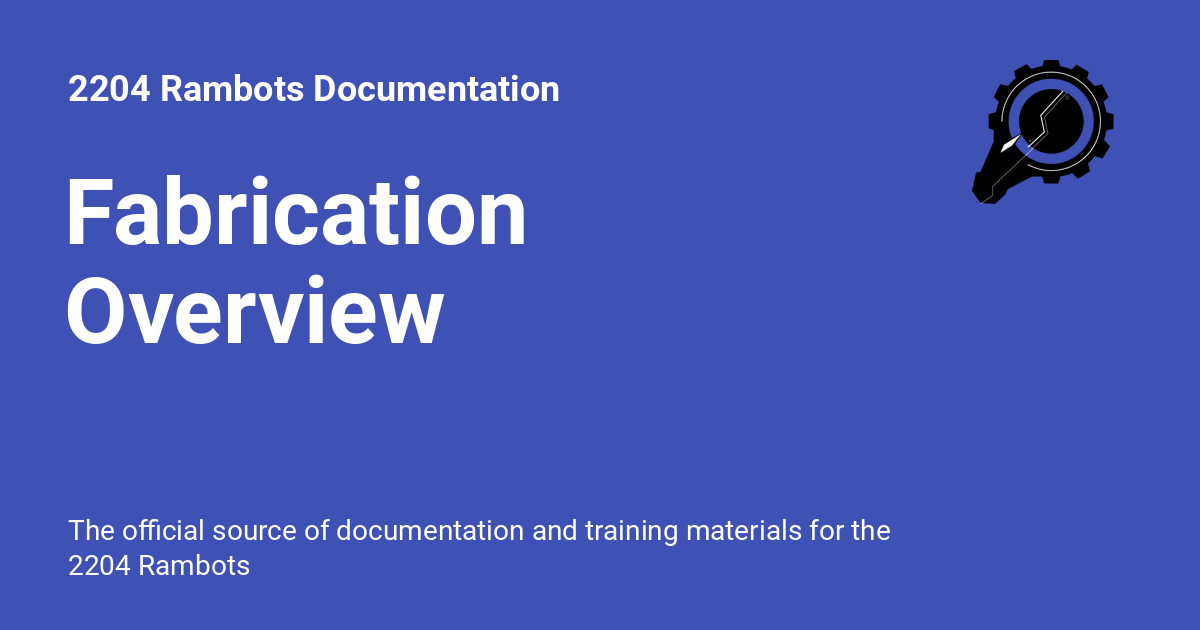 2204 Rambots Documentation
Fabrication
Overview
The official source of documentation and training materials for the
2204 Rambots